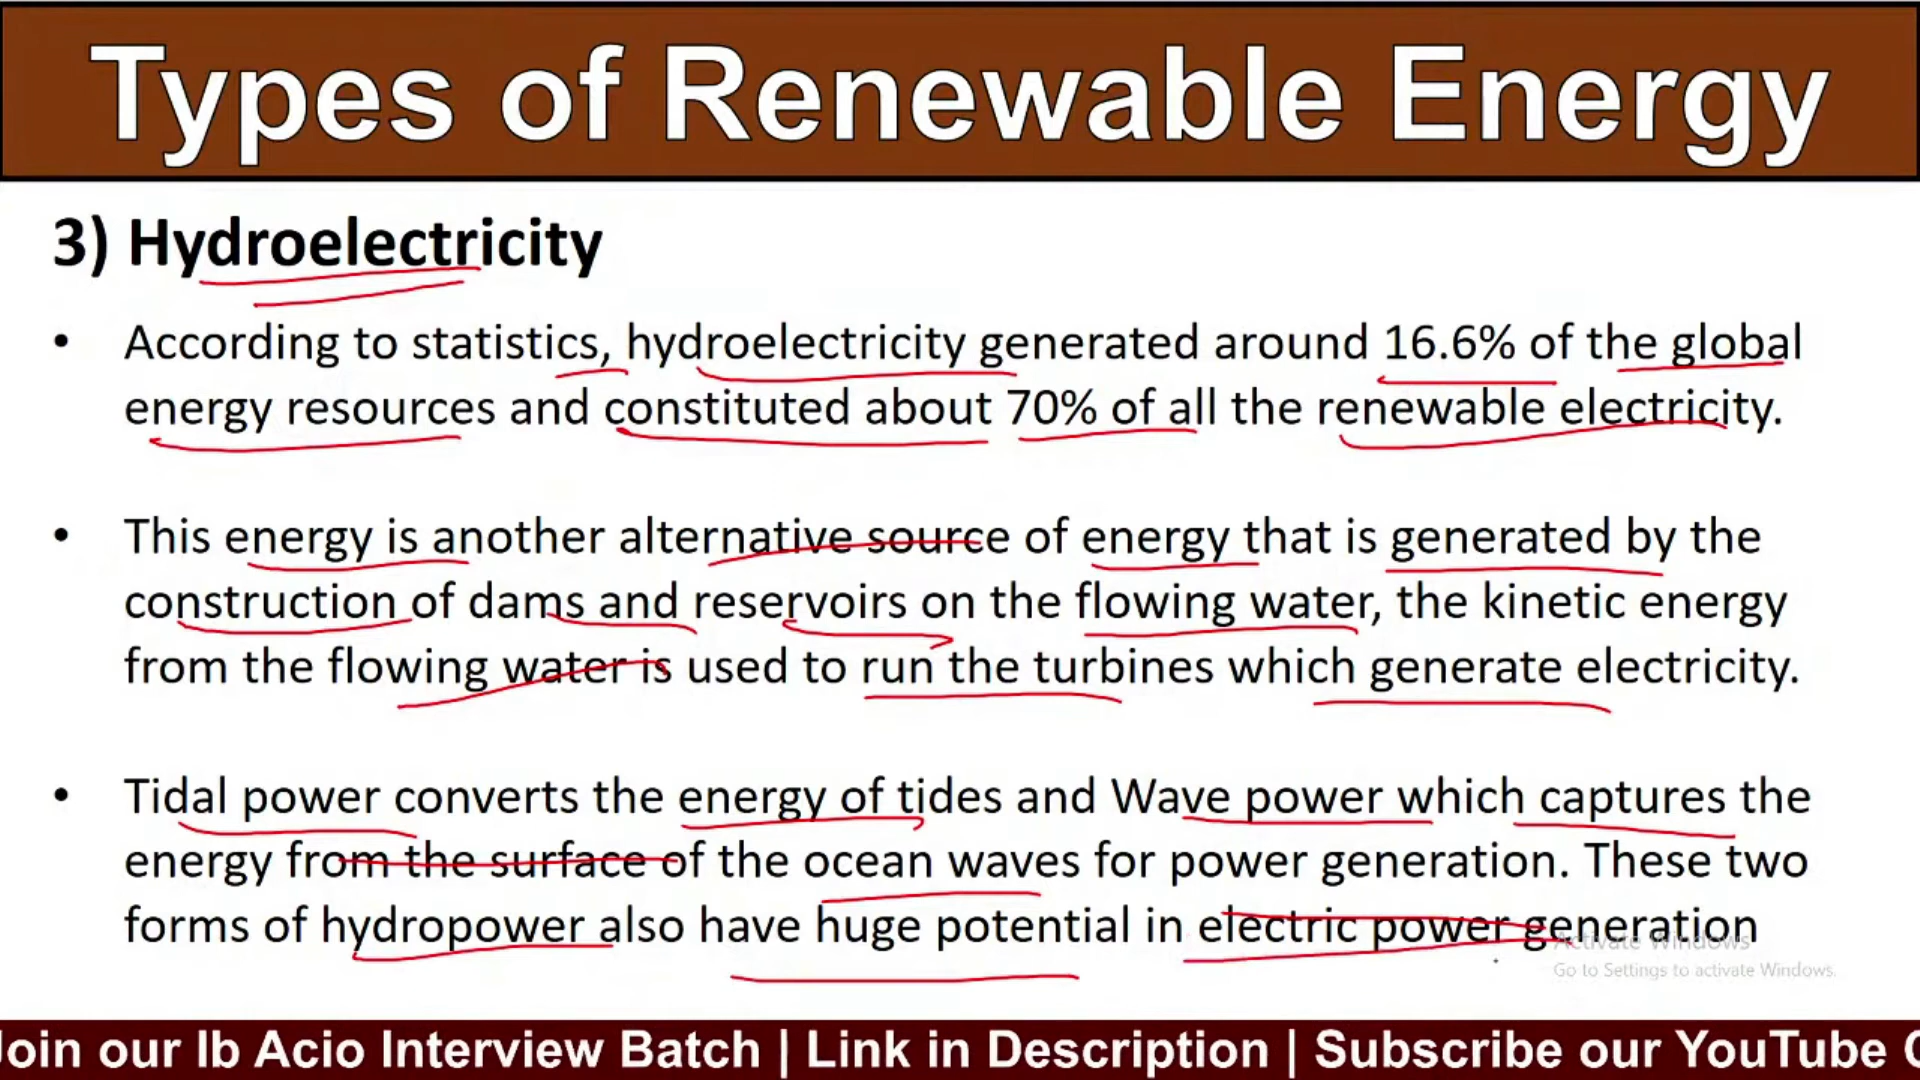 Types of Renewable Energy
3) Hydroelectricity
• According to statistics, hydroelectricity generated around 16.6% of the global
energy resources and constituted about 70% of all the renewable electricity.
• This energy is another alternative source of energy that is generated by the
construction of dams and reservoirs on the flowing water, the kinetic energy
from the flowing water is used to run the turbines which generate electricity.
• Tidal power converts the energy of tides and Wave power which captures the
energy from the surface of the ocean waves for power generation. These two
forms of hydropower also have huge potential in electric power generation
Activate Windows
Go to Settings to activate Windows.
Join our Ib Acio Interview Batch | Link in Description | Subscribe our YouTube